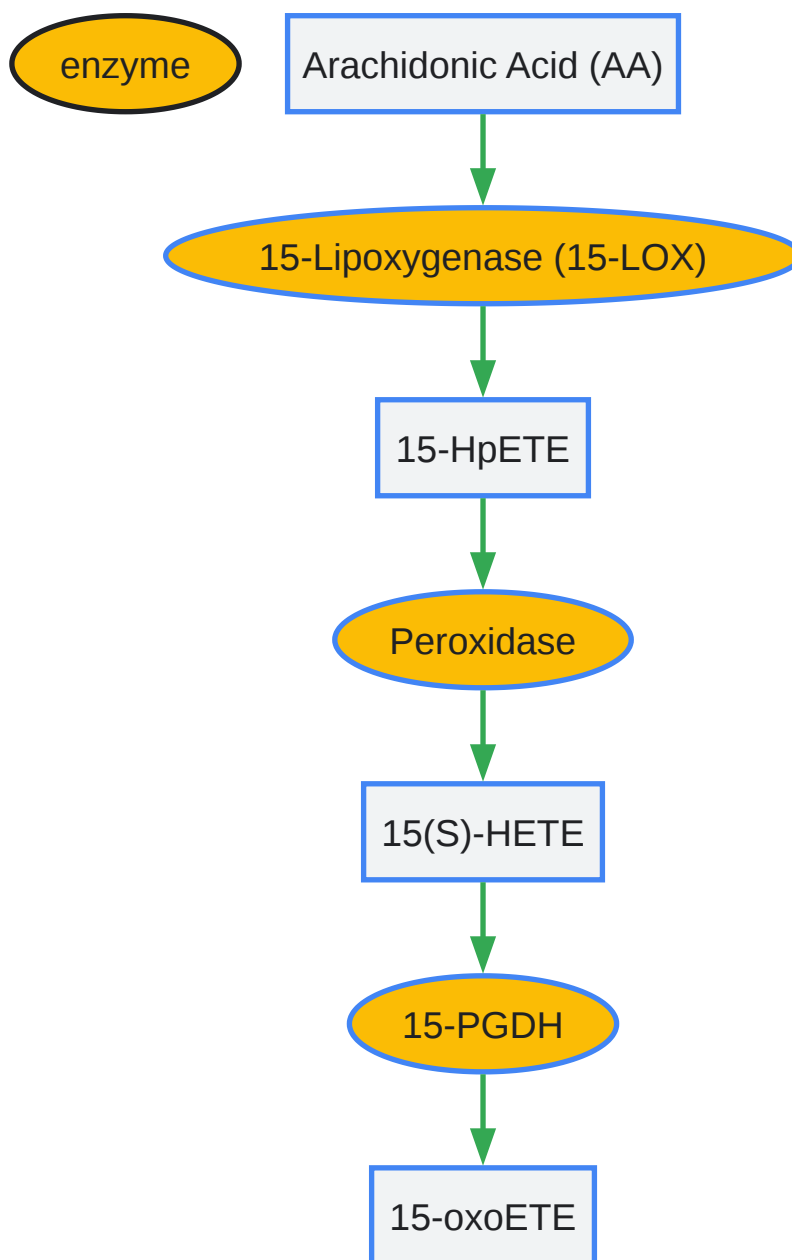 enzyme
Arachidonic Acid (AA)
15-Lipoxygenase (15-LOX)
15-HpETE
Peroxidase
15(S)-HETE
15-PGDH
15-oxoETE